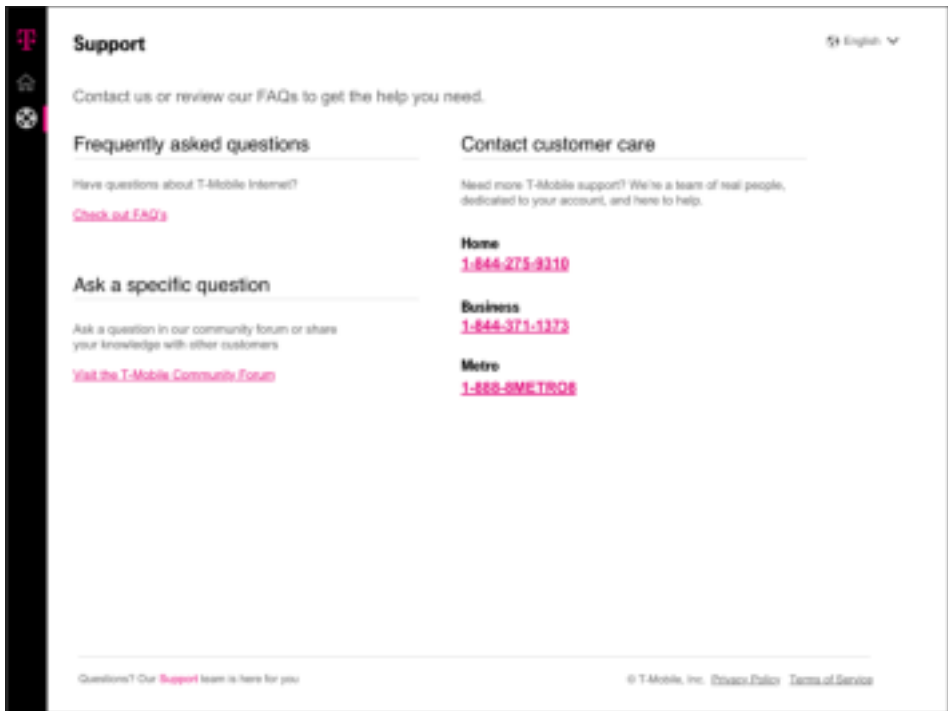 T
Support
English
Contact us or review our FAQs to get the help you need.
Frequently asked questions
Have questions about T-Mobile Internet?
Check out FAQ's
Ask a specific question
Ask a question in our community forum or share
your knowledge with other customers
Visit the T-Mobile Community Forum
Contact customer care
Need more T-Mobile support? We're a team of real people,
dedicated to your account, and here to help.
Home
1-844-275-9310
Business
1-844-371-1373
Metro
1-888-8METRO8
Questions? Our Support team is here for you
© T-Mobile, Inc. Privacy Policy Terms of Service